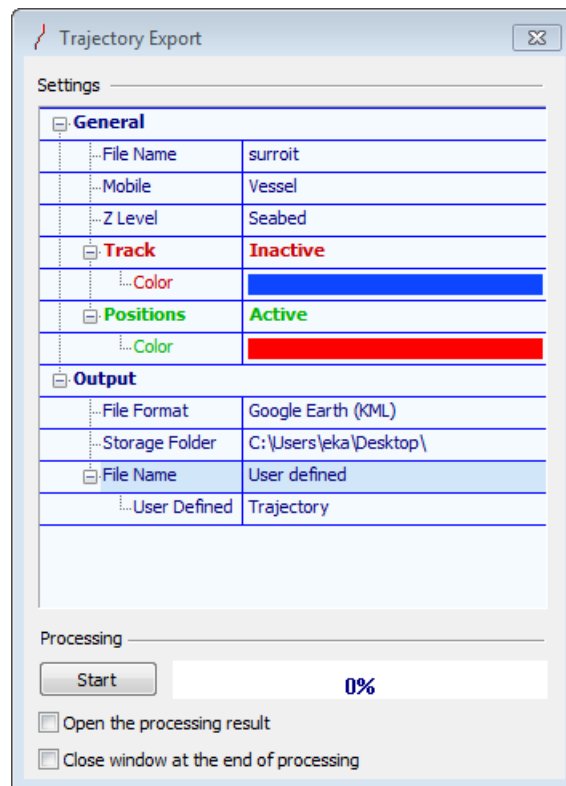 Trajectory Export
Settings
General
File Name surroit
Mobile Vessel
Z Level Seabed
Track Inactive
Color
Positions Active
Color
Output
File Format Google Earth (KML)
Storage Folder C:\Users\eka\Desktop\
File Name User defined
User Defined Trajectory
Processing
Start 0%
Open the processing result
Close window at the end of processing